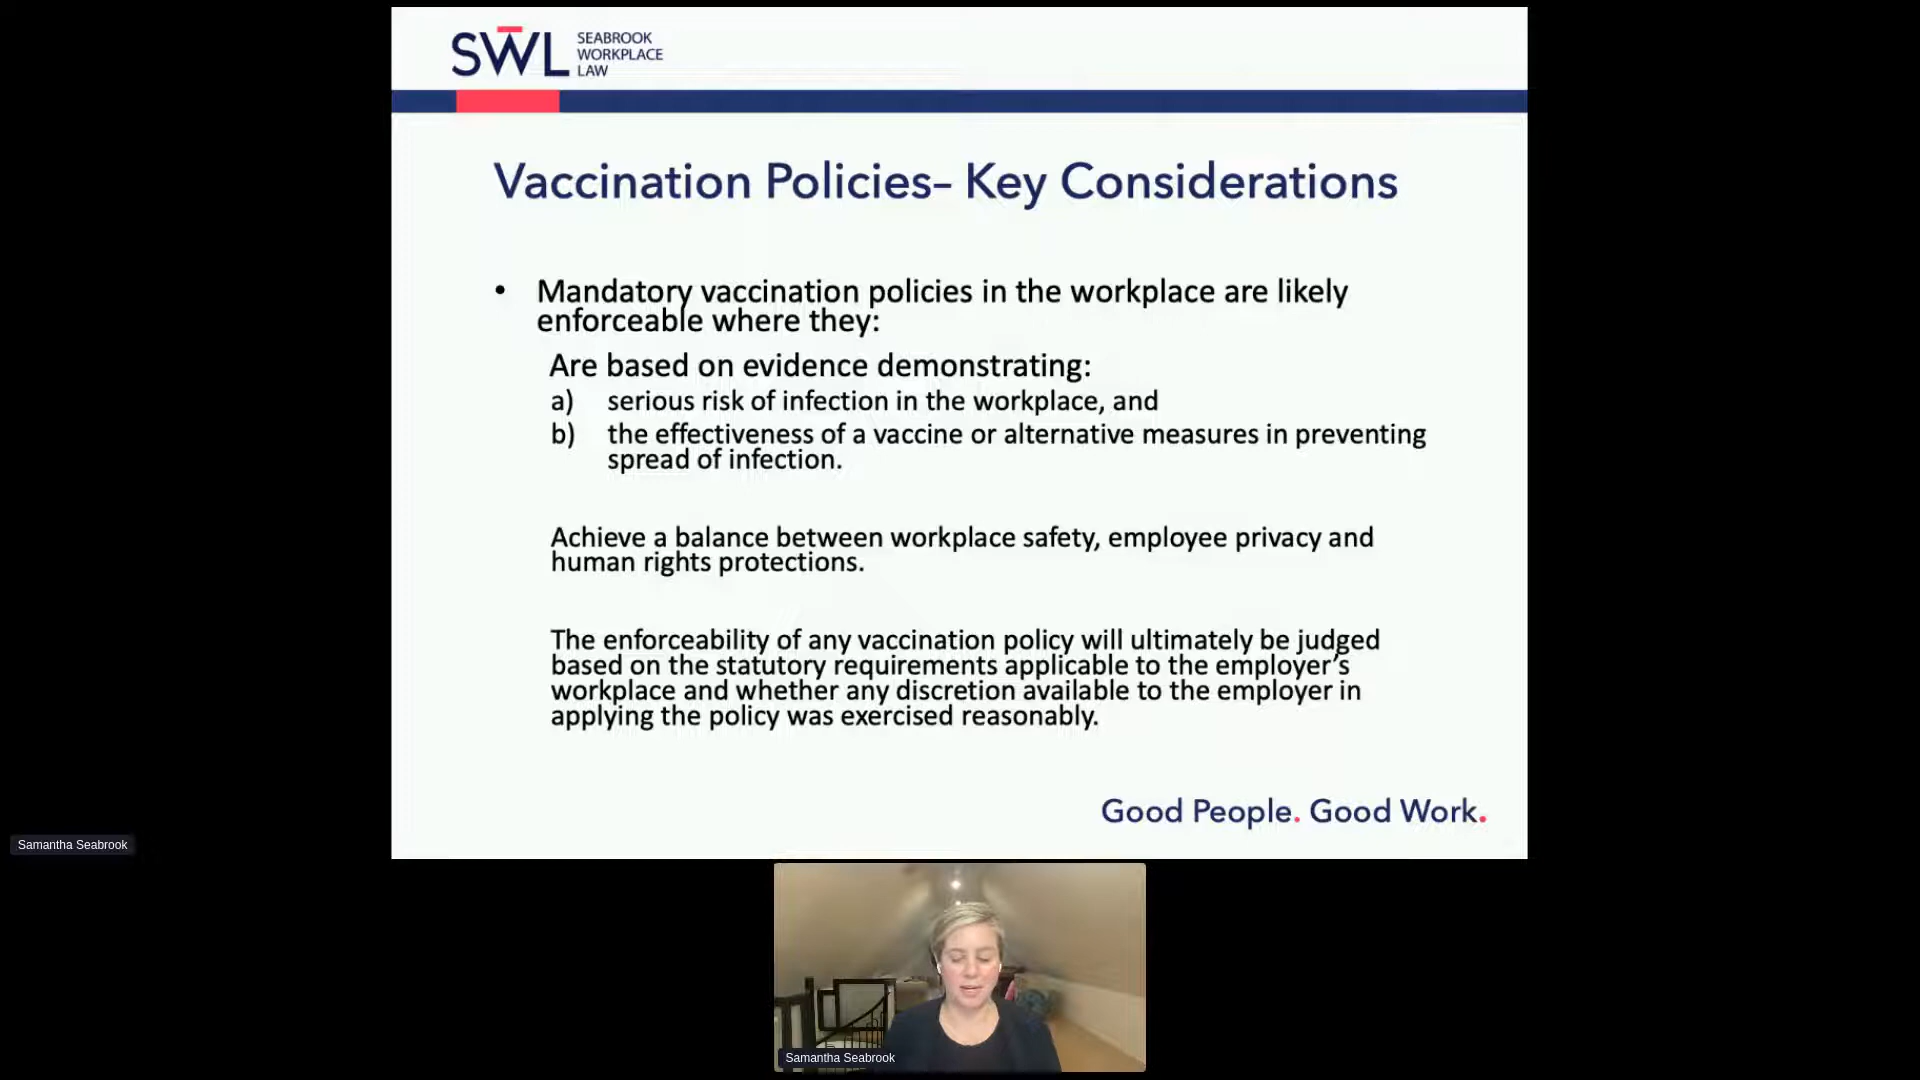 SWL SEABROOK
WORKPLACE
LAW
Vaccination Policies– Key Considerations
• Mandatory vaccination policies in the workplace are likely
enforceable where they:
Are based on evidence demonstrating:
a) serious risk of infection in the workplace, and
b) the effectiveness of a vaccine or alternative measures in preventing
spread of infection.
Achieve a balance between workplace safety, employee privacy and
human rights protections.
The enforceability of any vaccination policy will ultimately be judged
based on the statutory requirements applicable to the employer’s
workplace and whether any discretion available to the employer in
applying the policy was exercised reasonably.
Good People. Good Work.
Samantha Seabrook
Samantha Seabrook